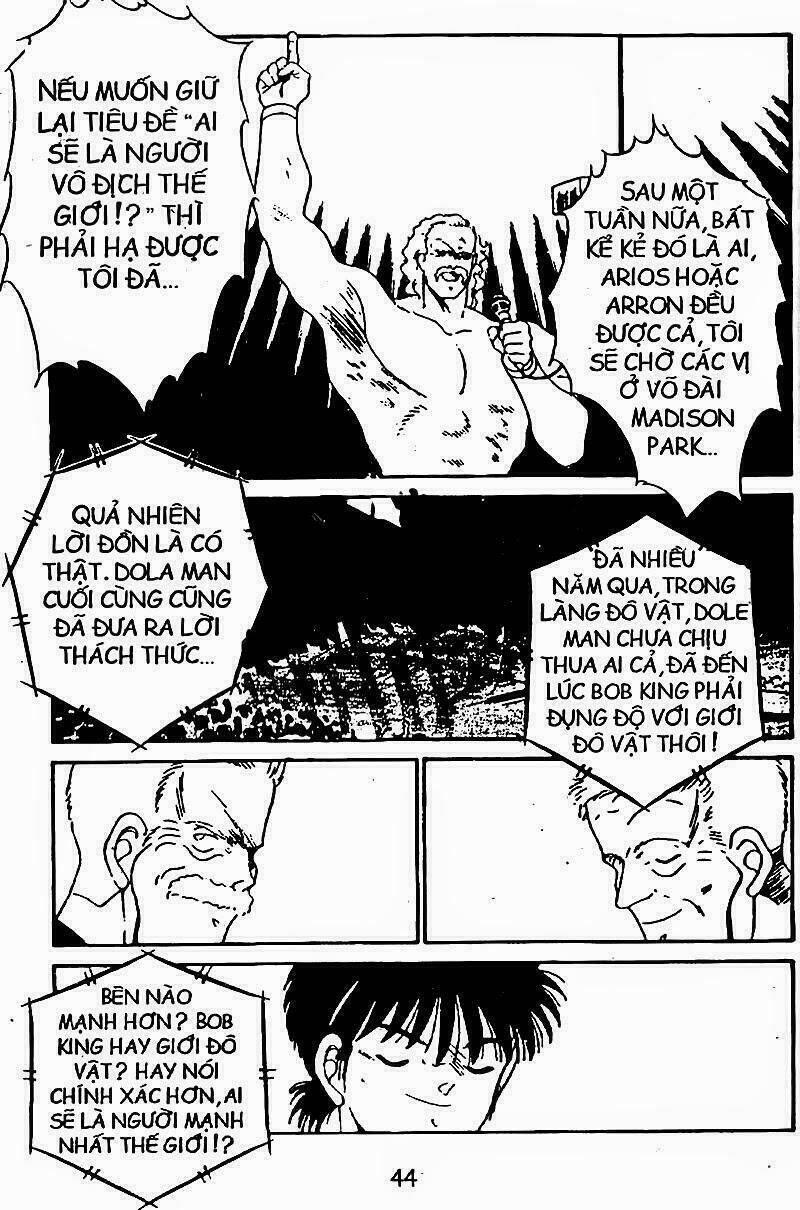 NẾU MUỐN GIỮ
LẠI TIÊU ĐỀ "AI
SẼ LÀ NGƯỜI
VÔ ĐỊCH THẾ
GIỚI!?" THÌ
PHẢI HẠ ĐƯỢC
TÔI ĐÃ...
SAU MỘT
TUẦN NỮA, BẤT
KỂ KẺ ĐÓ LÀ AI,
ARIOS HOẶC
ARRON ĐỀU
ĐƯỢC CẢ, TÔI
SẼ CHỜ CÁC VỊ
Ở VÕ ĐÀI
MADISON
PARK...
QUẢ NHIÊN
LỜI ĐỒN LÀ CÓ
THẬT. DOLA MAN
CUỐI CÙNG CŨNG
ĐÃ ĐƯA RA LỜI
THÁCH THỨC...
ĐÃ NHIỀU
NĂM QUA, TRONG
LÀNG ĐÔ VẬT, DOLE
MAN CHƯA CHỊU
THUA AI CẢ, ĐÃ ĐẾN
LÚC BOB KING PHẢI
ĐỤNG ĐỘ VỚI GIỚI
ĐÔ VẬT THÔI!
BÊN NÀO
MẠNH HƠN? BOB
KING HAY GIỚI ĐÔ
VẬT? HAY NÓI
CHÍNH XÁC HƠN, AI
SẼ LÀ NGƯỜI MẠNH
NHẤT THẾ GIỚI!?
44